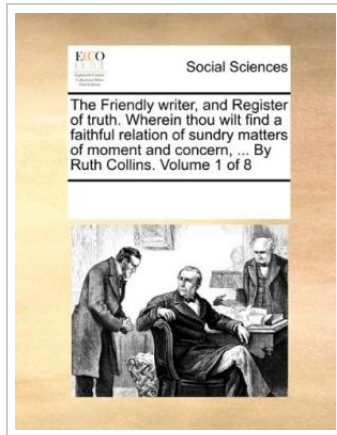 ECCO
Social Sciences
The Friendly writer, and Register
of truth. Wherein thou wilt find a
faithful relation of sundry matters
of moment and concern, ... By
Ruth Collins. Volume 1 of 8